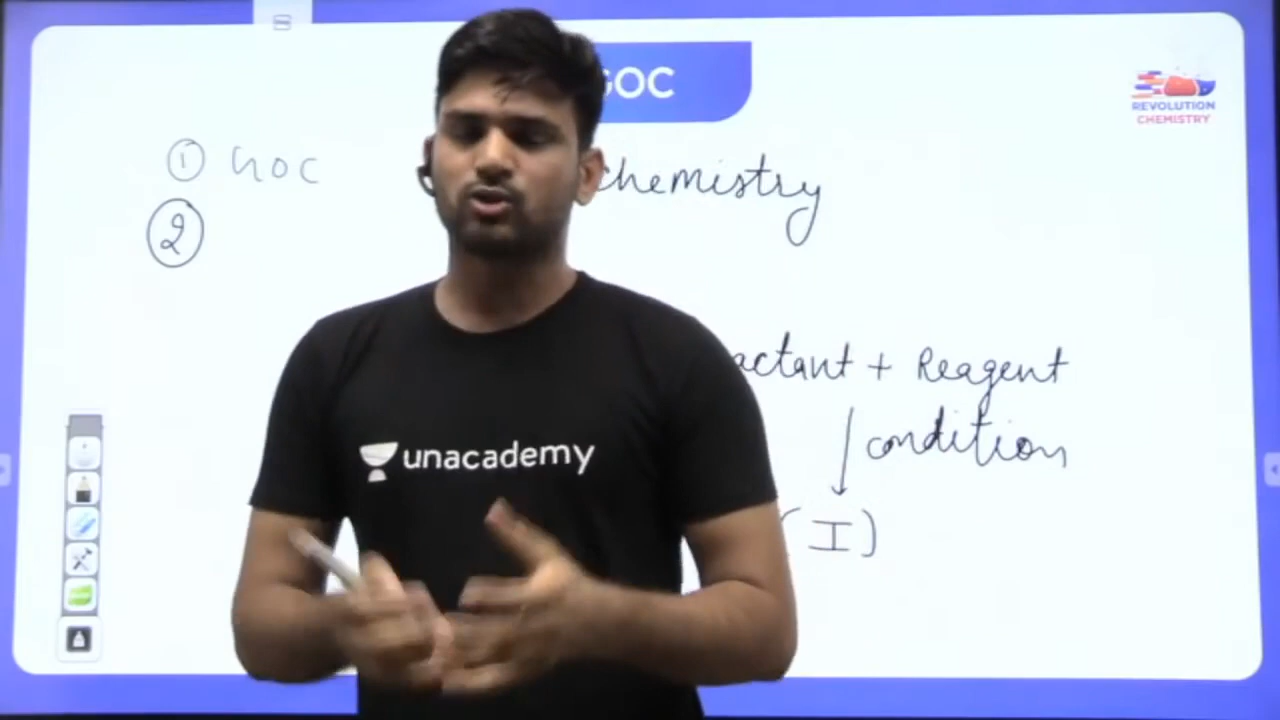 GOC
REVOLUTION
CHEMISTRY
① GOC
Chemistry
②
actant + Reagent
condition
(I)
unacademy